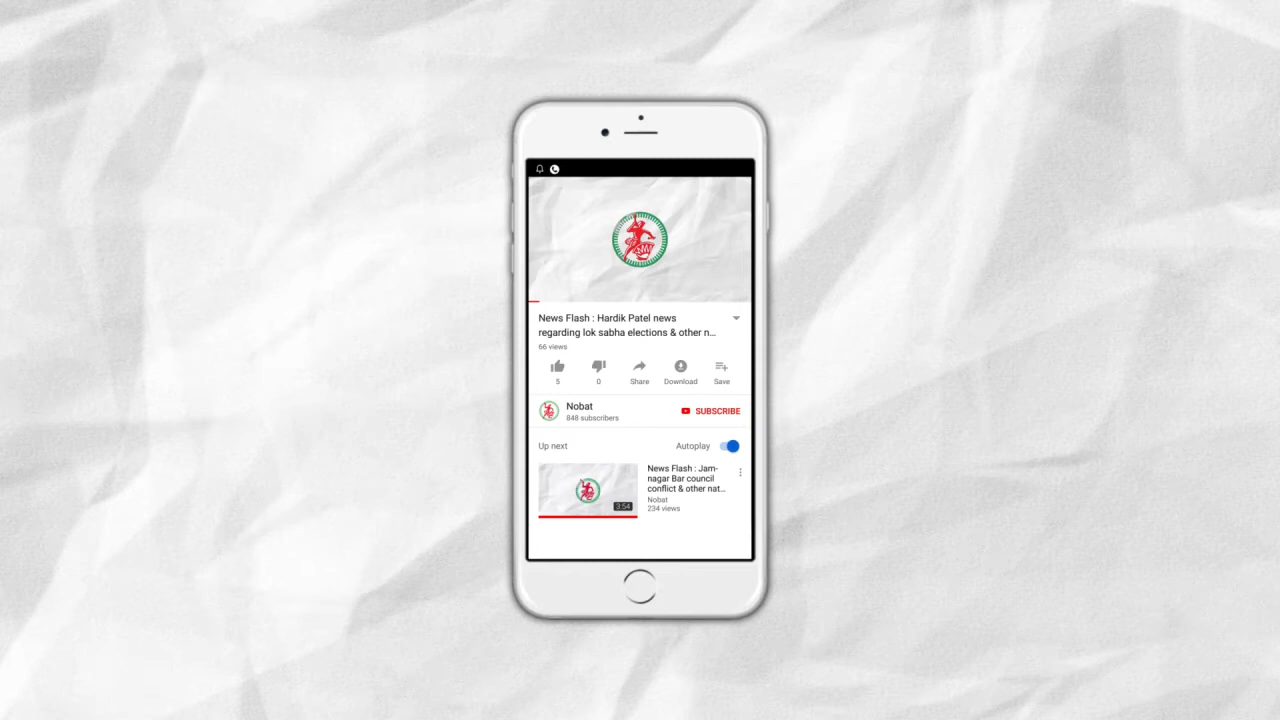 News Flash : Hardik Patel news
regarding lok sabha elections & other n...
66 views
5
0
Share
Download
Save
Nobat
848 subscribers
SUBSCRIBE
Up next
Autoplay
News Flash : Jam-
nagar Bar council
conflict & other nat...
Nobat
234 views
3:54